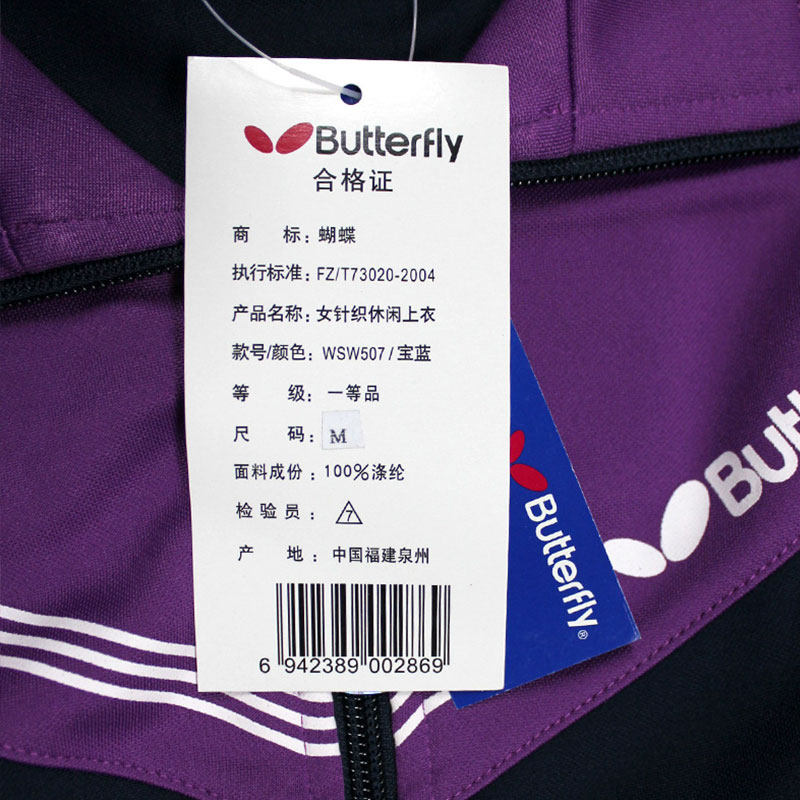 Butterfly
合格证
商 标: 蝴蝶
执行标准: FZ/T73020-2004
产品名称: 女针织休闲上衣
款号/颜色: WSW507/宝蓝
等 级: 一等品
尺 码: M
面料成份: 100%涤纶
检验员: 7
产 地: 中国福建泉州
6 942389 002869
Butterfly®
Butterfly